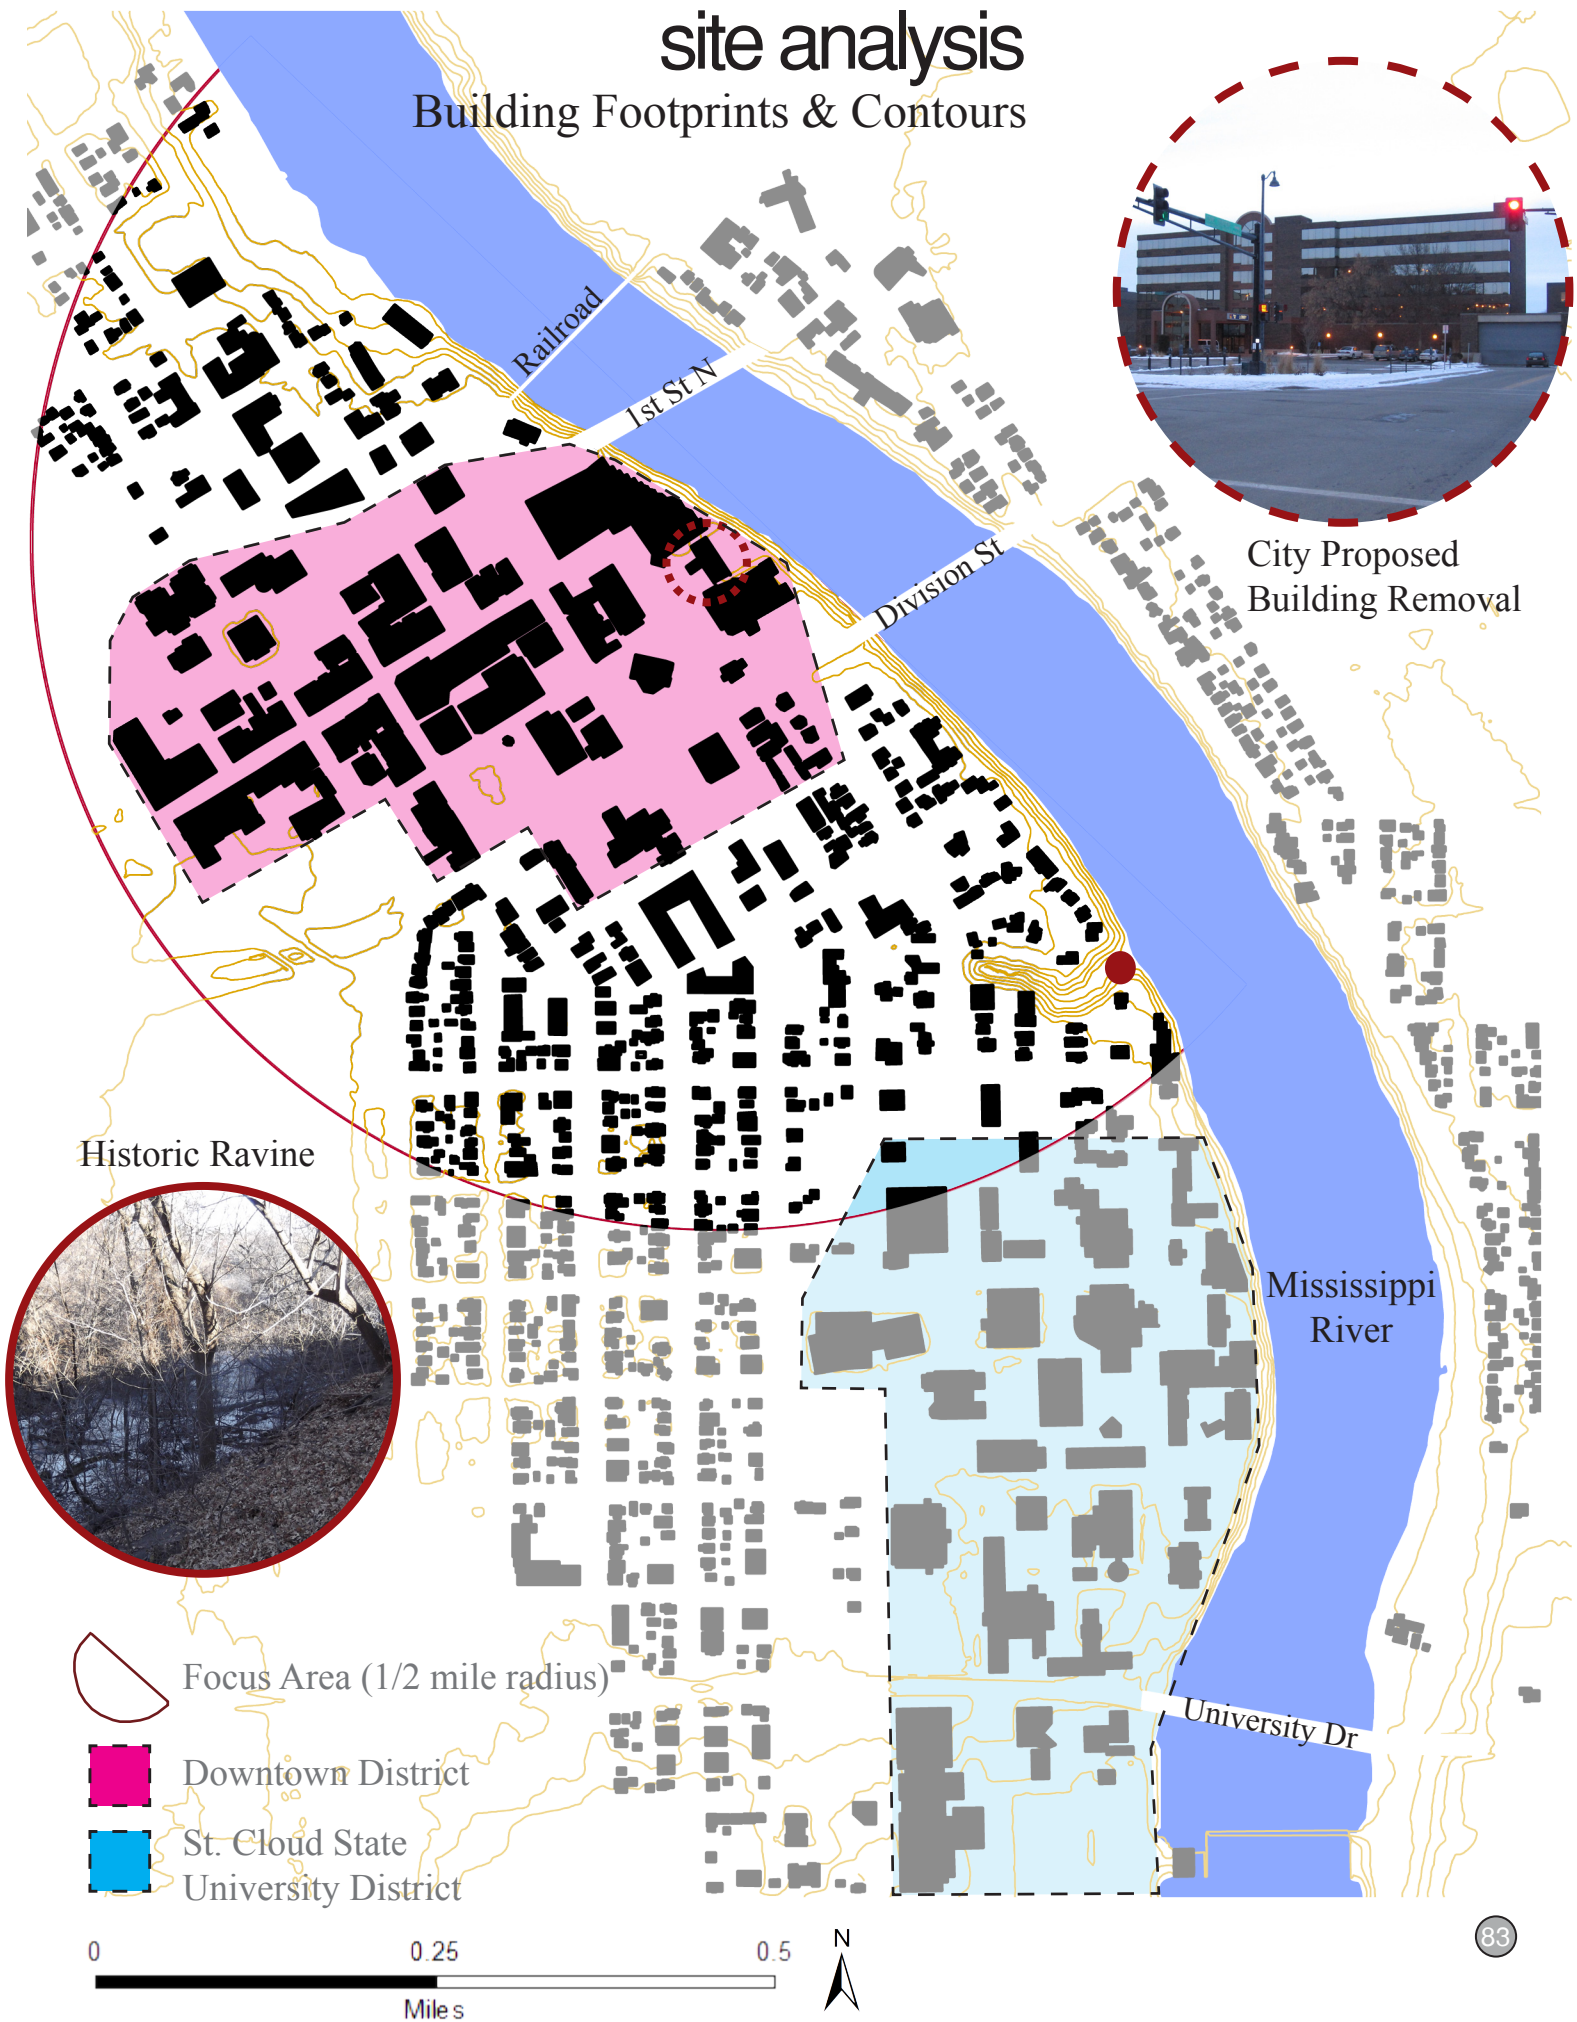 site analysis
Building Footprints & Contours
Railroad
1st St N
Division St
City Proposed
Building Removal
Historic Ravine
Mississippi
River
University Dr
Focus Area (1/2 mile radius)
Downtown District
St. Cloud State
University District
0 0.25 0.5
Miles
N
83